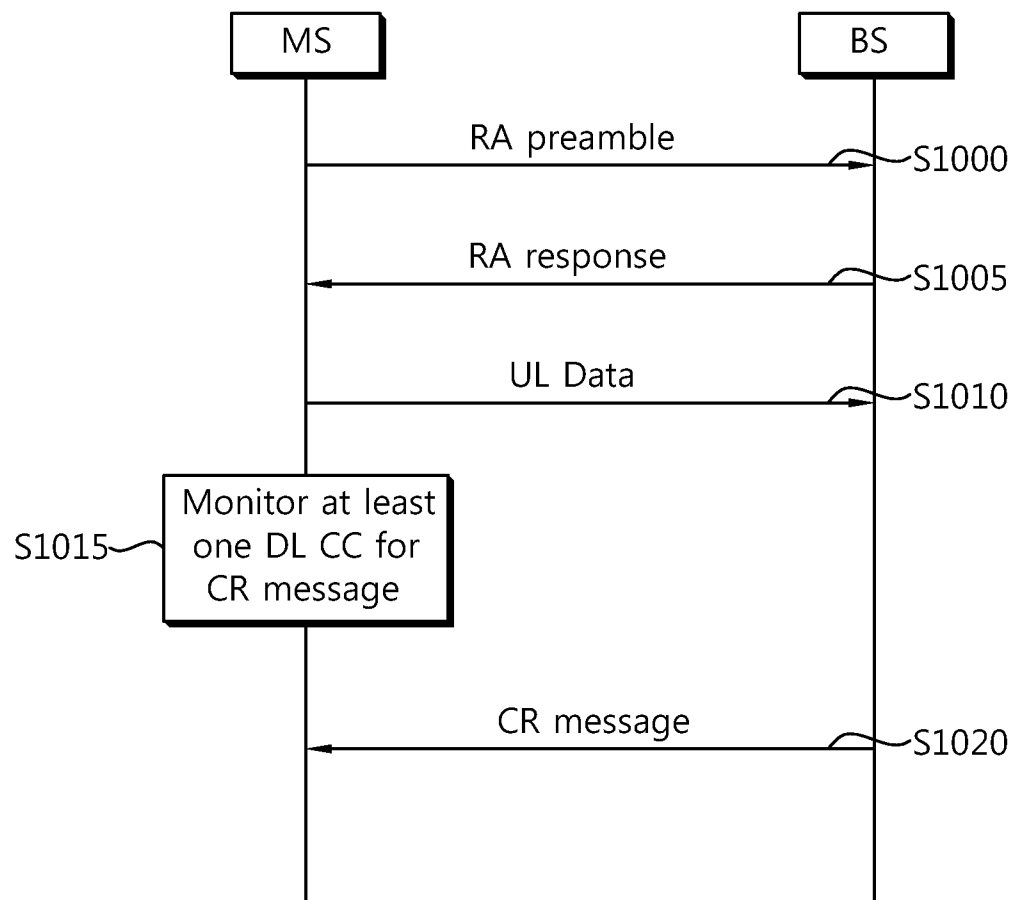 MS
BS
RA preamble
S1000
RA response
S1005
UL Data
S1010
Monitor at least
one DL CC for
CR message
S1015
CR message
S1020